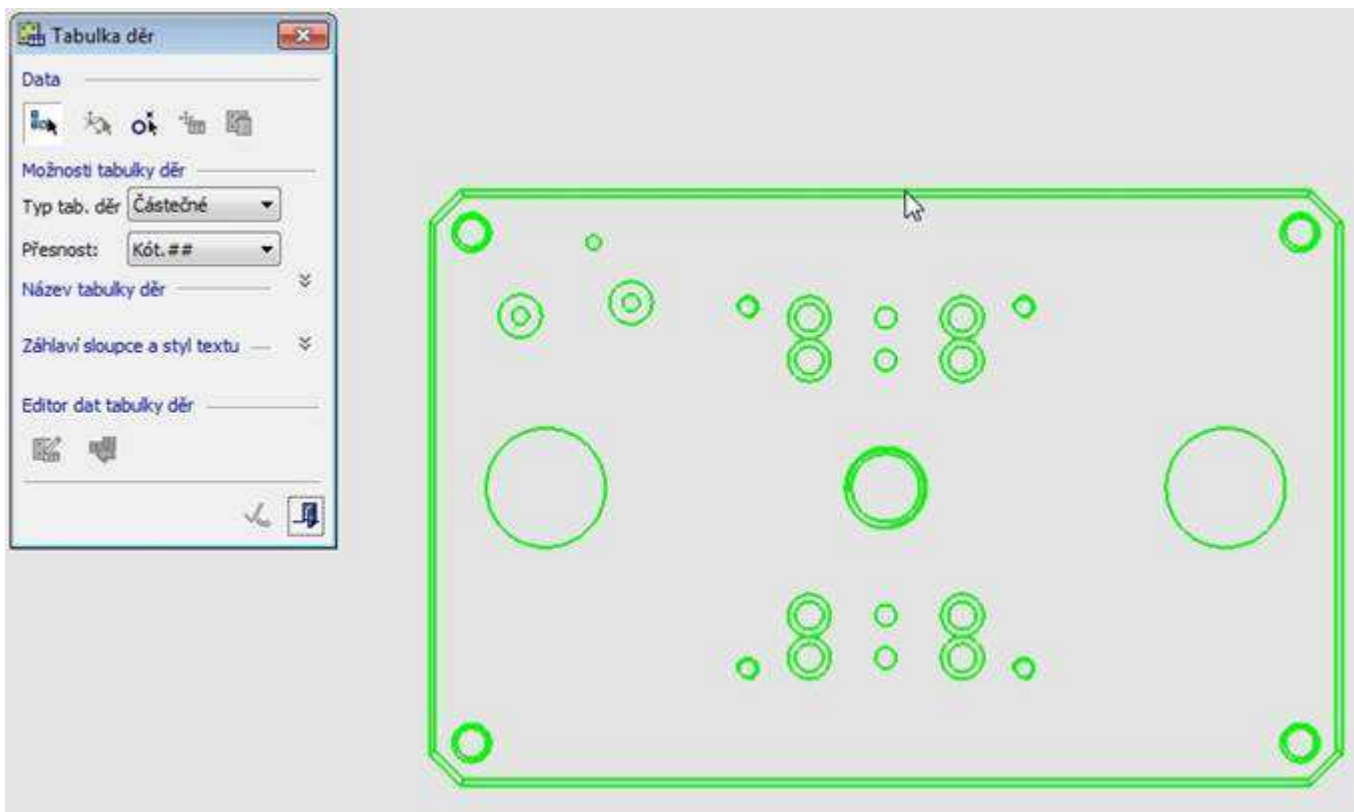 Tabulka děr
Data
Možnosti tabulky děr
Typ tab. děr Částečné
Přesnost: Kót.##
Název tabulky děr
Záhlaví sloupce a styl textu
Editor dat tabulky děr